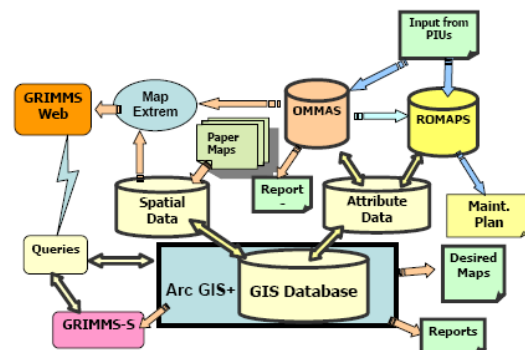 Input from
PIUs
GRIMMS
Web
Map
Extrem
OMMAS
ROMAPS
Paper
Maps
Report
-
Spatial
Data
Attribute
Data
Maint.
Plan
Queries
Arc GIS+
GIS Database
Desired
Maps
GRIMMS-S
Reports